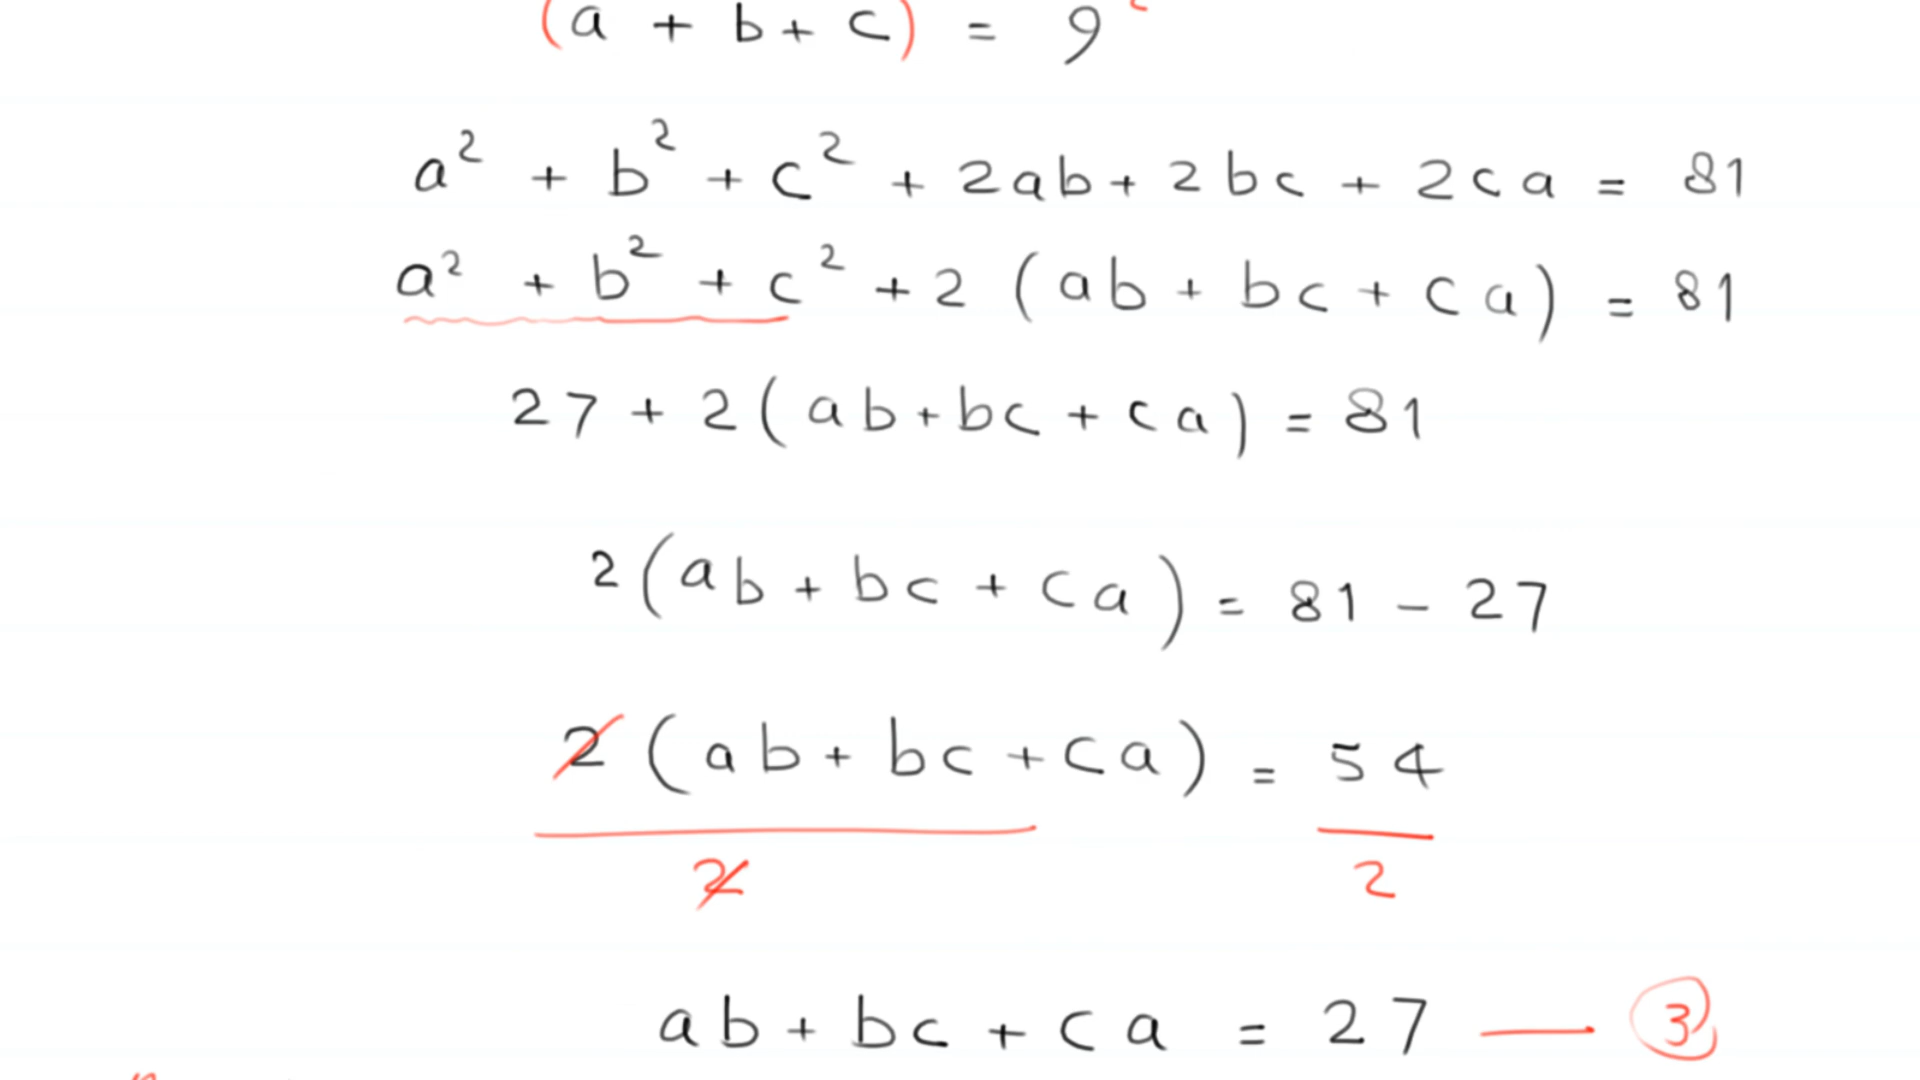 (a + b + c) = 9²
a² + b² + c² + 2ab + 2bc + 2ca = 81
a² + b² + c² + 2(ab + bc + ca) = 81
27 + 2(ab + bc + ca) = 81
2(ab + bc + ca) = 81 - 27
2(ab + bc + ca) = 54
2 2
ab + bc + ca = 27 — ③